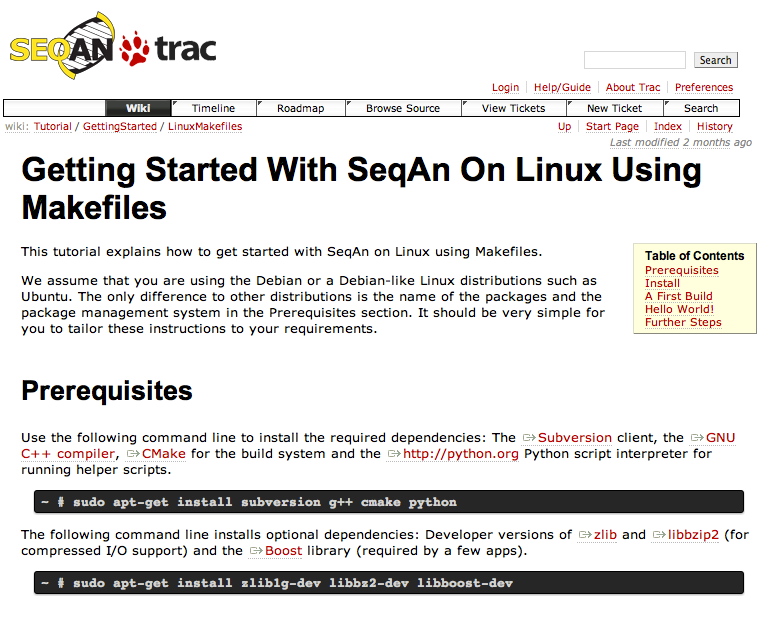 SEQAN trac
Search
Login Help/Guide About Trac Preferences
Wiki Timeline Roadmap Browse Source View Tickets New Ticket Search
wiki: Tutorial / GettingStarted / LinuxMakefiles Up Start Page Index History
Last modified 2 months ago
Getting Started With SeqAn On Linux Using
Makefiles
This tutorial explains how to get started with SeqAn on Linux using Makefiles.
We assume that you are using the Debian or a Debian-like Linux distributions such as
Ubuntu. The only difference to other distributions is the name of the packages and the
package management system in the Prerequisites section. It should be very simple for
you to tailor these instructions to your requirements.
Table of Contents
Prerequisites
Install
A First Build
Hello World!
Further Steps
Prerequisites
Use the following command line to install the required dependencies: The Subversion client, the GNU
C++ compiler, CMake for the build system and the http://python.org Python script interpreter for
running helper scripts.
~ # sudo apt-get install subversion g++ cmake python
The following command line installs optional dependencies: Developer versions of zlib and libbzip2 (for
compressed I/O support) and the Boost library (required by a few apps).
~ # sudo apt-get install zlib1g-dev libbz2-dev libboost-dev